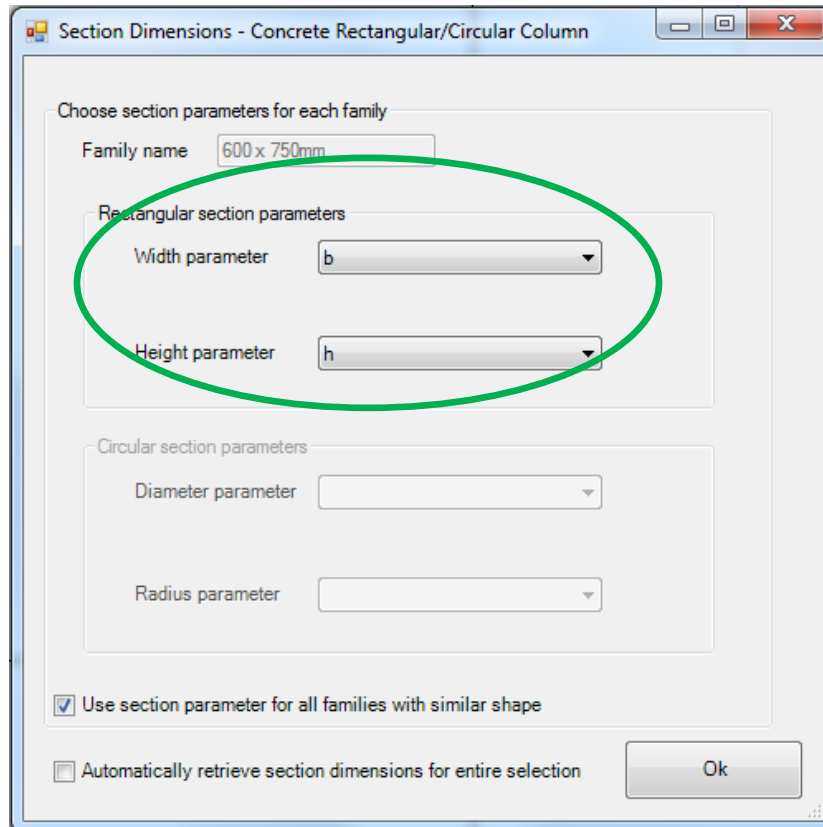 Section Dimensions - Concrete Rectangular/Circular Column
Choose section parameters for each family
Family name 600 x 750mm
Rectangular section parameters
Width parameter b
Height parameter h
Circular section parameters
Diameter parameter
Radius parameter
Use section parameter for all families with similar shape
Automatically retrieve section dimensions for entire selection Ok